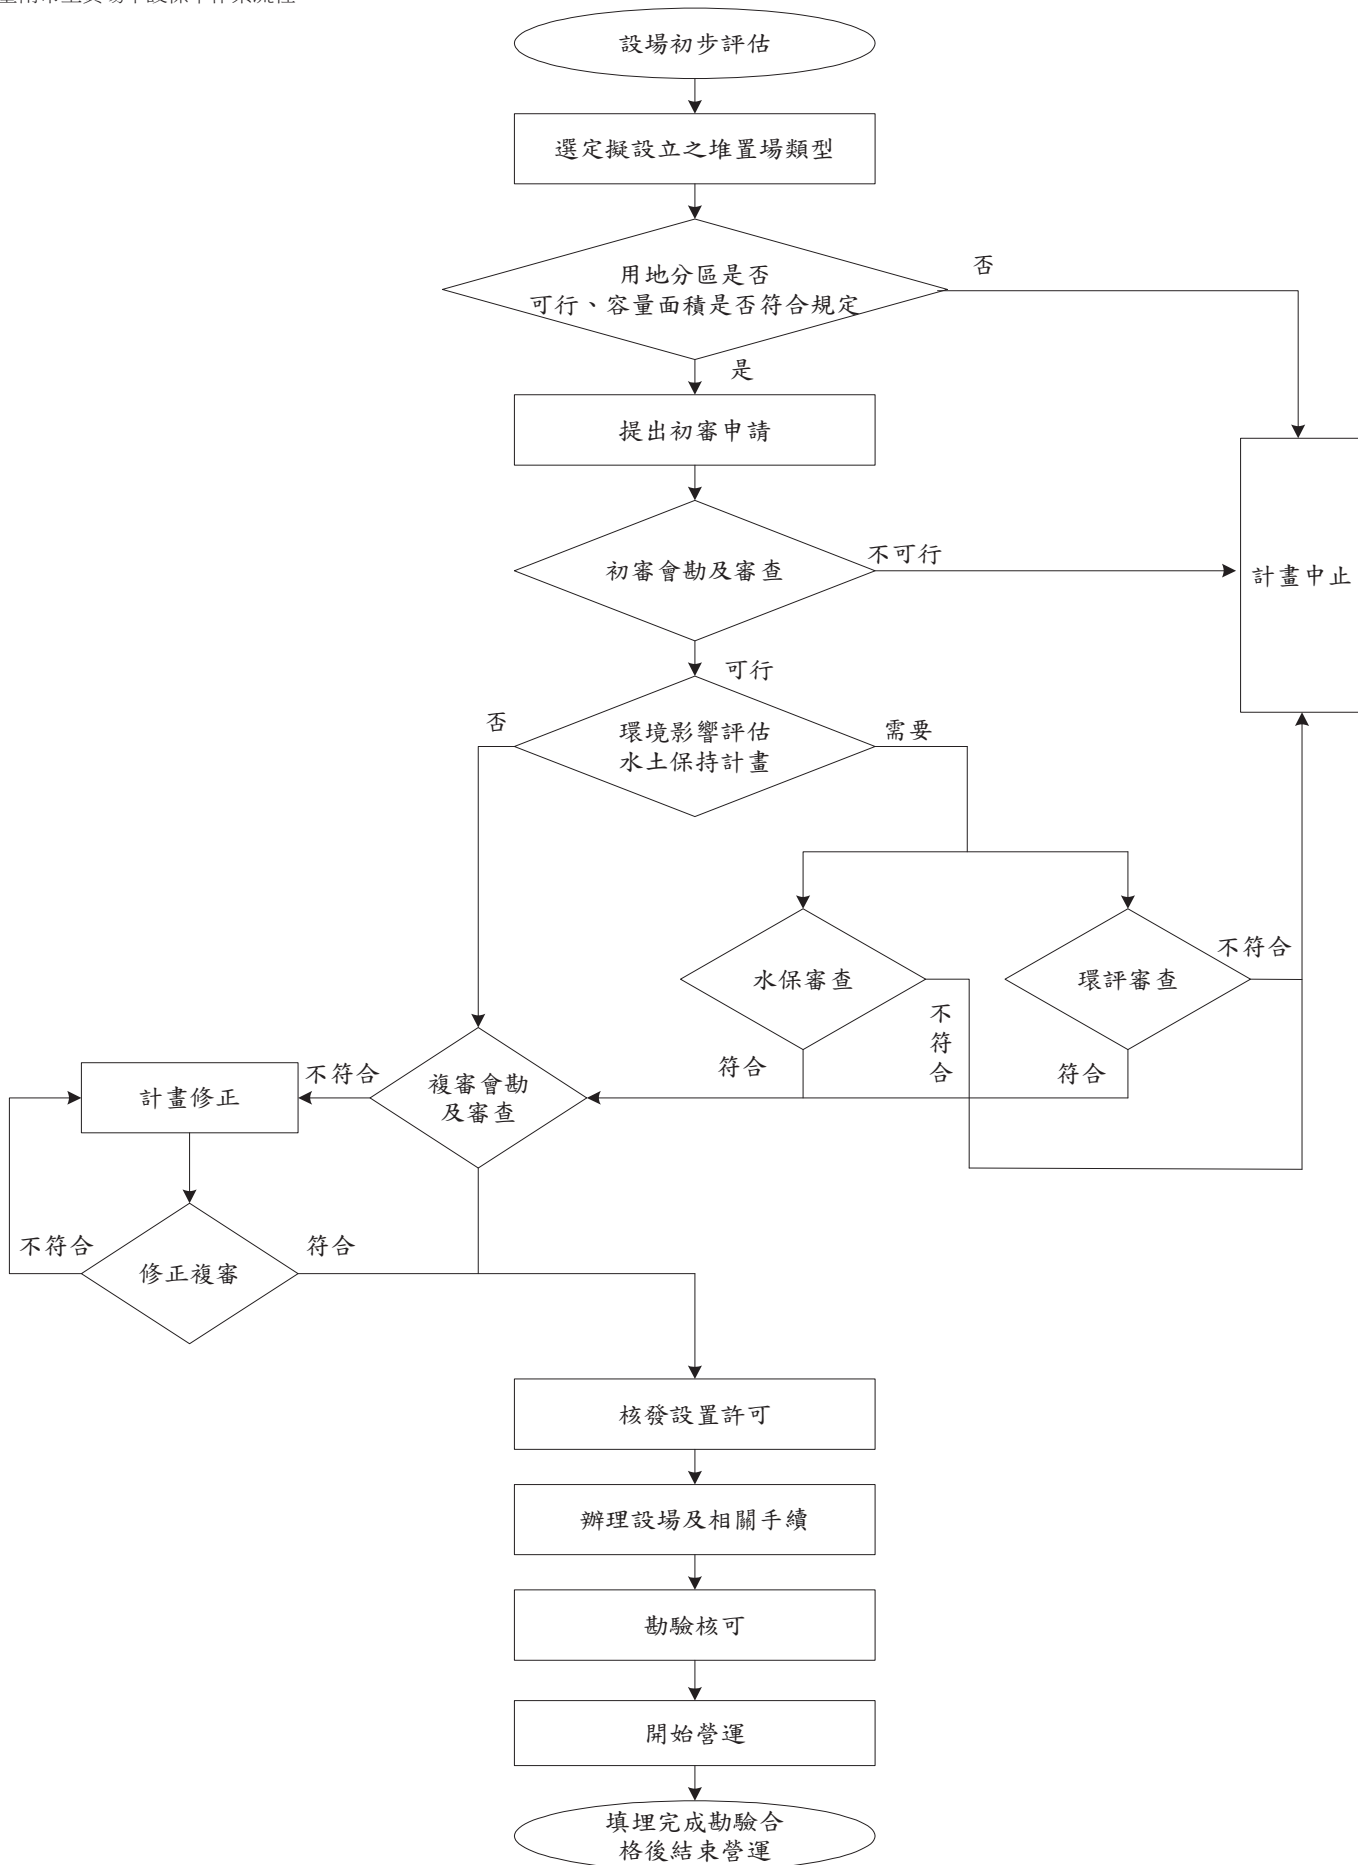 設場初步評估
選定擬設立之堆置場類型
用地分區是否
可行、容量面積是否符合規定
否
是
提出初審申請
初審會勘及審查
不可行
計畫中止
可行
環境影響評估
水土保持計畫
否
需要
水保審查
環評審查
不符合
不
符
合
符合
符合
複審會勘
及審查
不符合
計畫修正
修正複審
不符合
符合
核發設置許可
辦理設場及相關手續
勘驗核可
開始營運
填埋完成勘驗合
格後結束營運